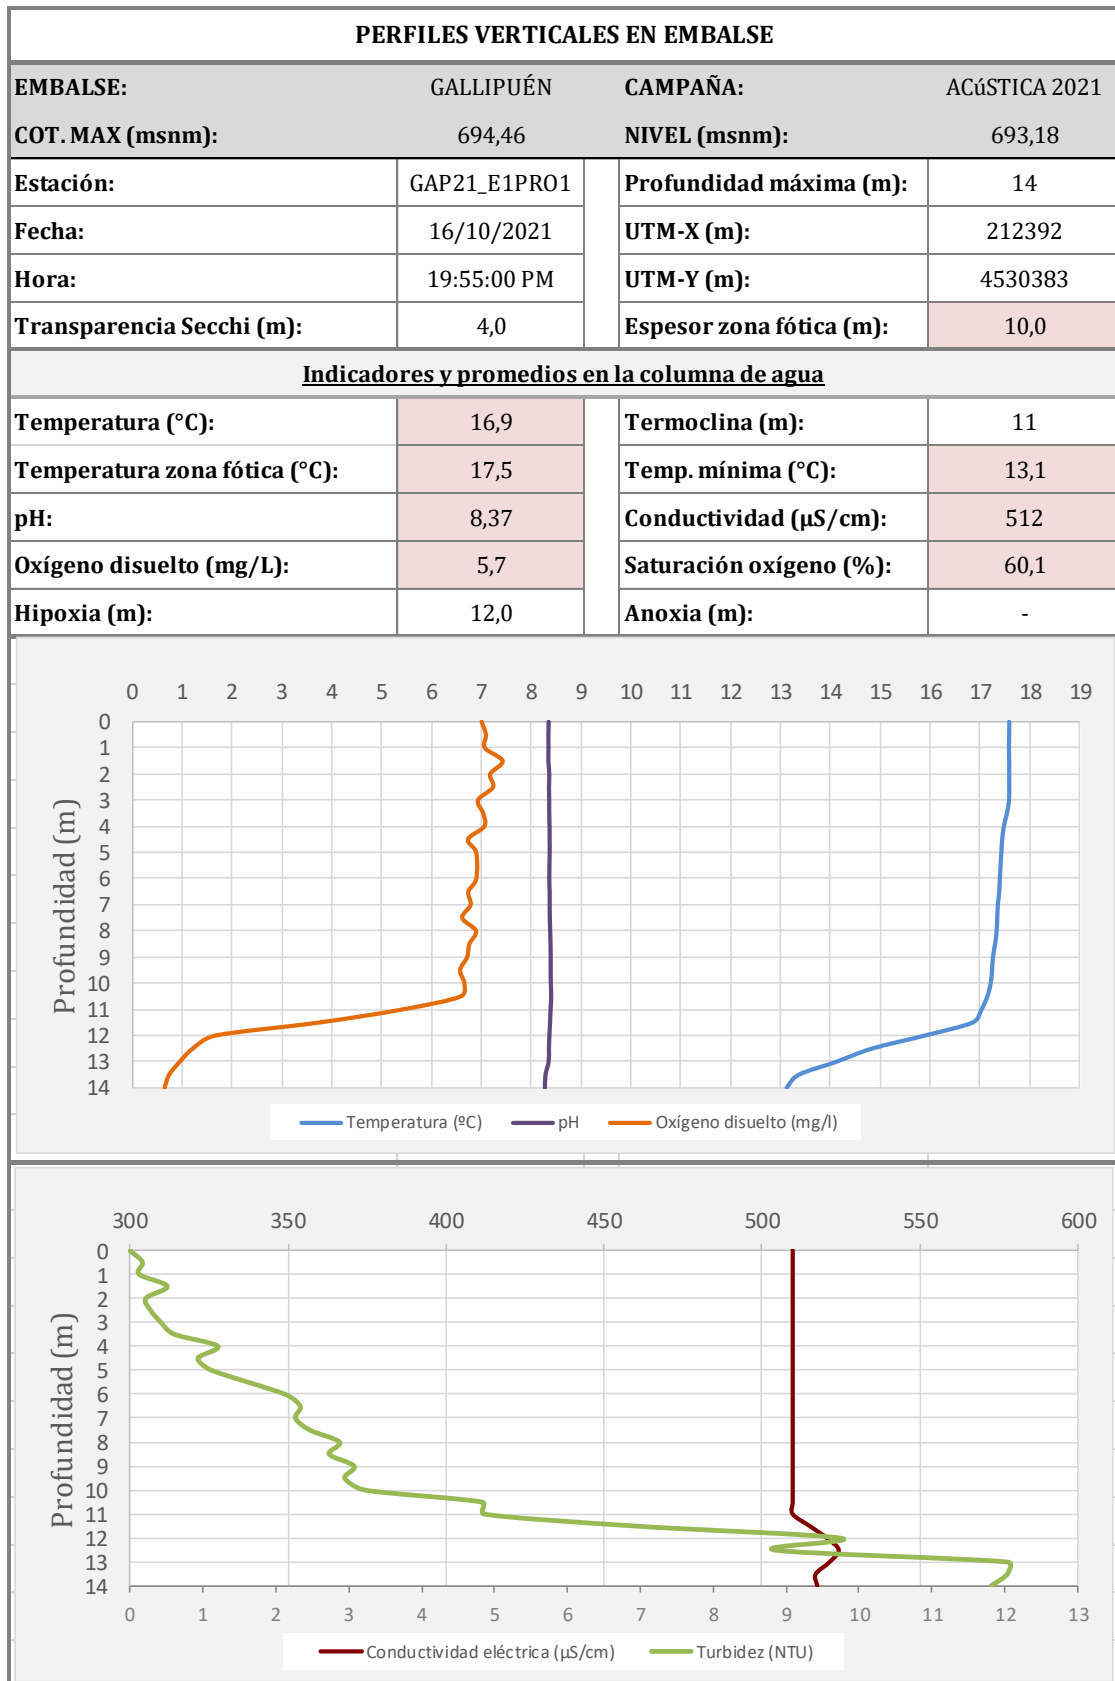 PERFILES VERTICALES EN EMBALSE
EMBALSE: GALLIPUÉN CAMPAÑA: ACúSTICA 2021
COT. MAX (msnm): 694,46 NIVEL (msnm): 693,18
Estación: GAP21_E1PRO1 Profundidad máxima (m): 14
Fecha: 16/10/2021 UTM-X (m): 212392
Hora: 19:55:00 PM UTM-Y (m): 4530383
Transparencia Secchi (m): 4,0 Espesor zona fótica (m): 10,0
Indicadores y promedios en la columna de agua
Temperatura (°C): 16,9 Termoclina (m): 11
Temperatura zona fótica (°C): 17,5 Temp. mínima (°C): 13,1
pH: 8,37 Conductividad (µS/cm): 512
Oxígeno disuelto (mg/L): 5,7 Saturación oxígeno (%): 60,1
Hipoxia (m): 12,0 Anoxia (m): -
0 1 2 3 4 5 6 7 8 9 10 11 12 13 14 15 16 17 18 19
Profundidad (m)
0
1
2
3
4
5
6
7
8
9
10
11
12
13
14
Temperatura (ºC) pH Oxígeno disuelto (mg/l)
300 350 400 450 500 550 600
Profundidad (m)
0
1
2
3
4
5
6
7
8
9
10
11
12
13
14
0 1 2 3 4 5 6 7 8 9 10 11 12 13
Conductividad eléctrica (µS/cm) Turbidez (NTU)